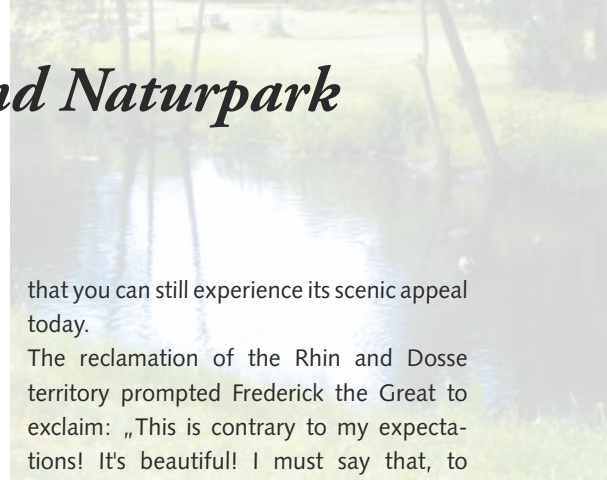 nd Naturpark
that you can still experience its scenic appeal
today.
The reclamation of the Rhin and Dosse
territory prompted Frederick the Great to
exclaim: „This is contrary to my expecta-
tions! It's beautiful! I must say that, to